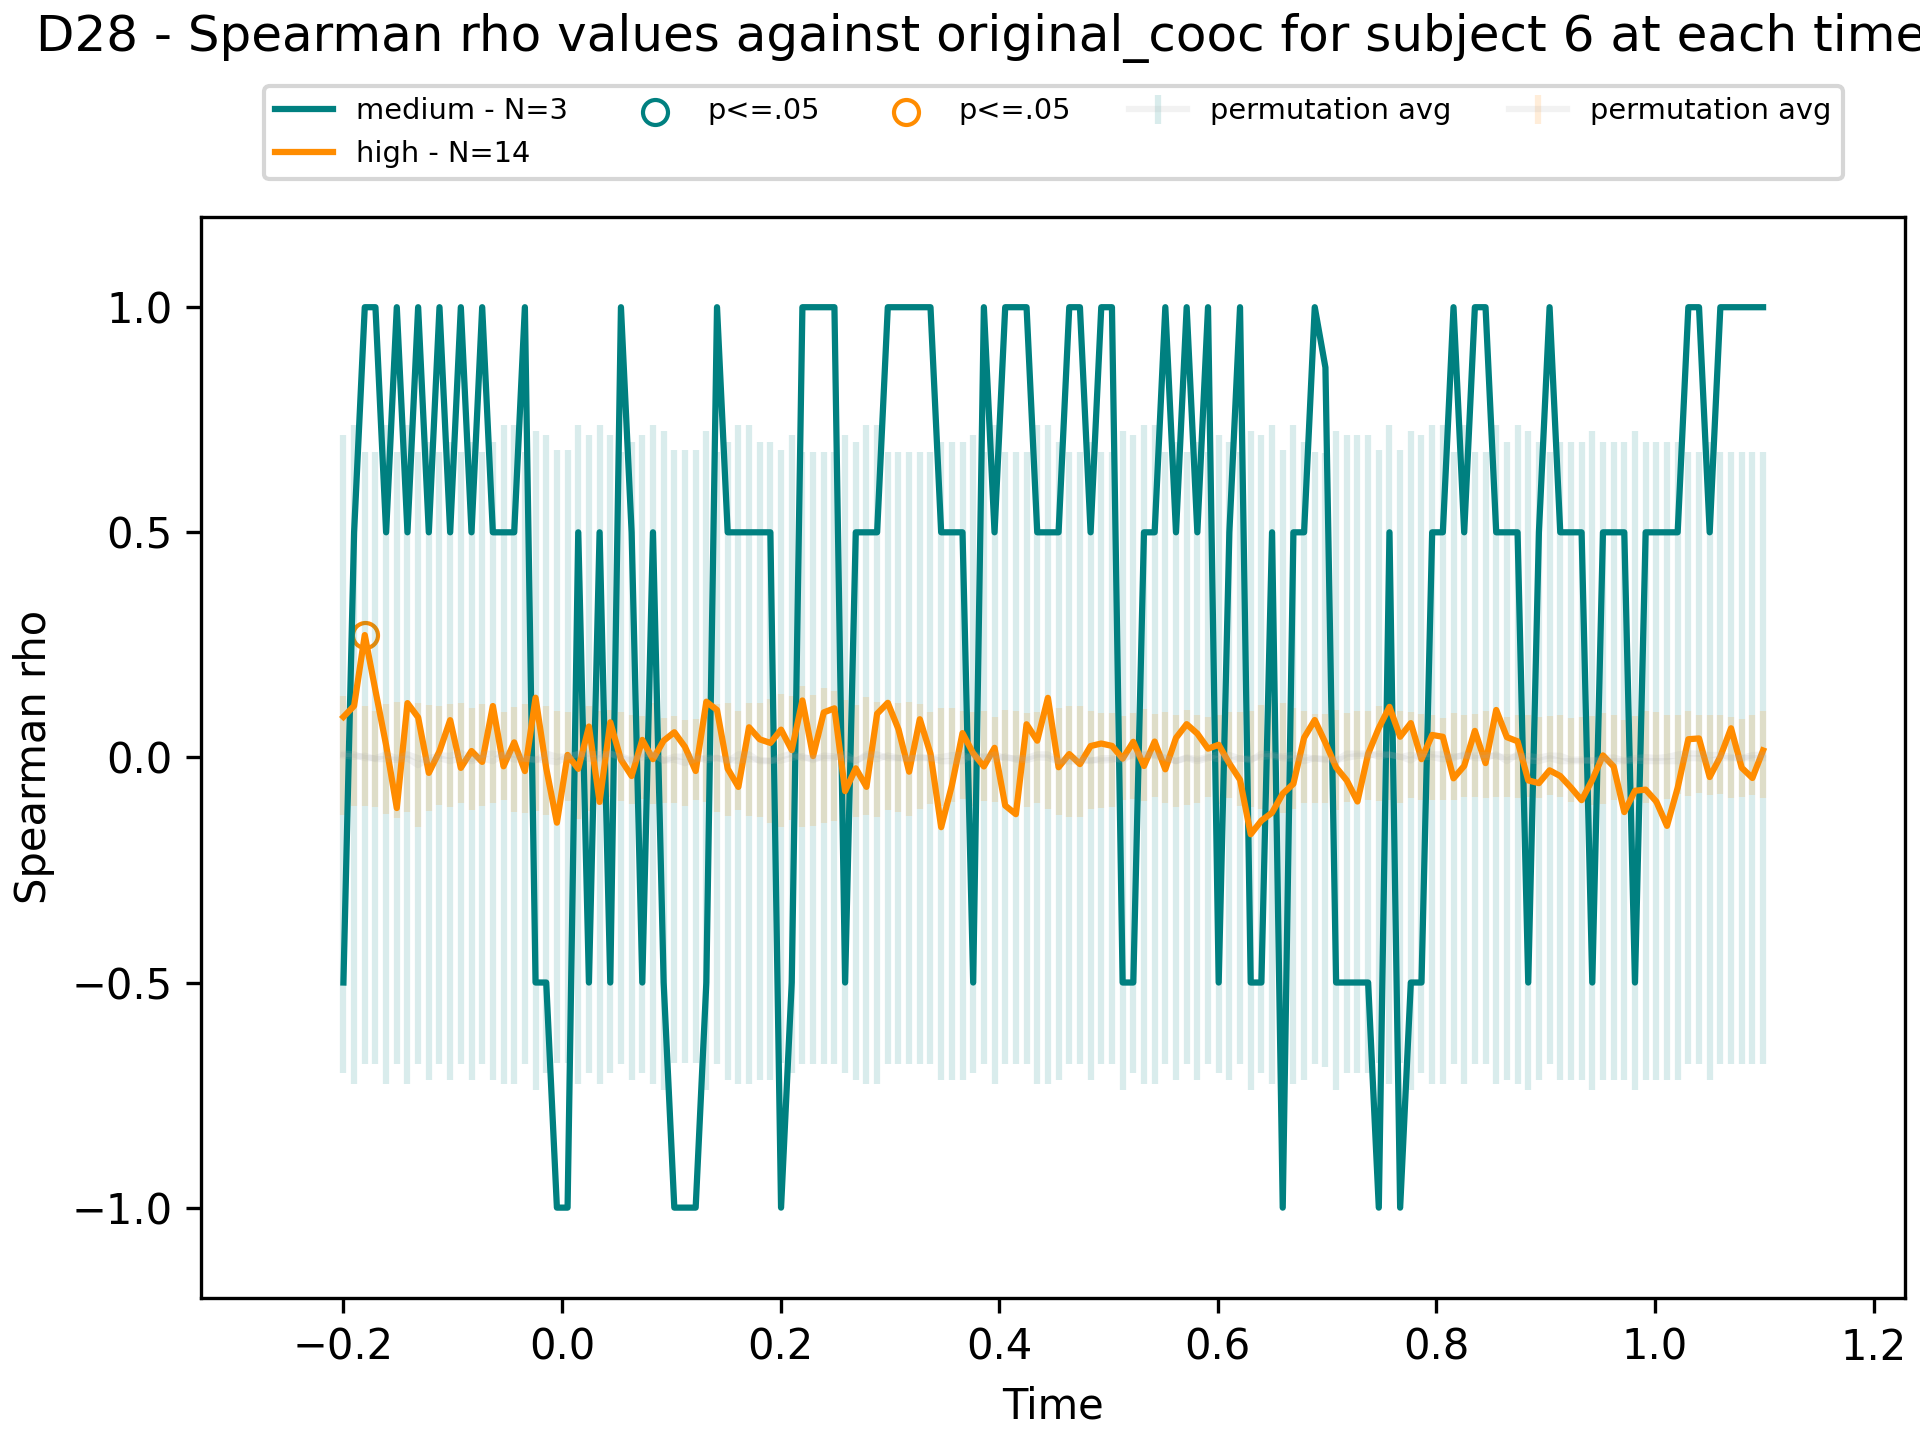 D28 - Spearman rho values against original_cooc for subject 6 at each time
medium - N=3
high - N=14
p<=.05
p<=.05
permutation avg
permutation avg
Spearman rho
1.0
0.5
0.0
−0.5
−1.0
−0.2
0.0
0.2
0.4
0.6
0.8
1.0
1.2
Time